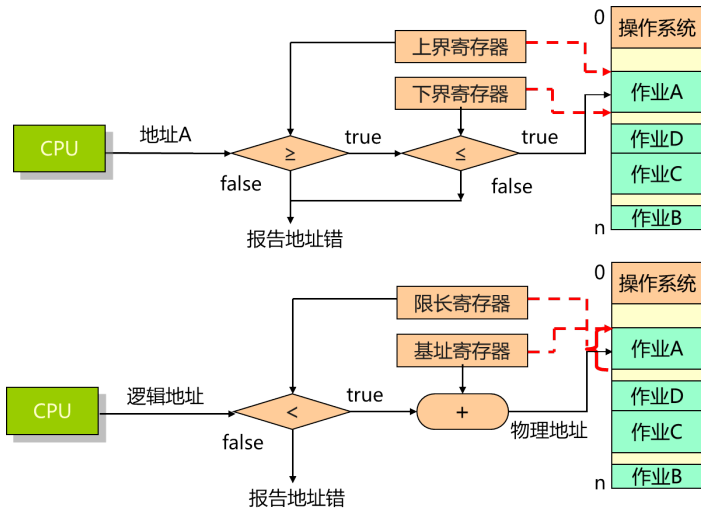 0
操作系统
上界寄存器
下界寄存器
作业A
CPU
地址A
≥
true
≤
true
作业D
false
false
作业C
n
作业B
报告地址错
0
操作系统
限长寄存器
基址寄存器
作业A
CPU
逻辑地址
<
true
+
作业D
false
物理地址
作业C
n
作业B
报告地址错